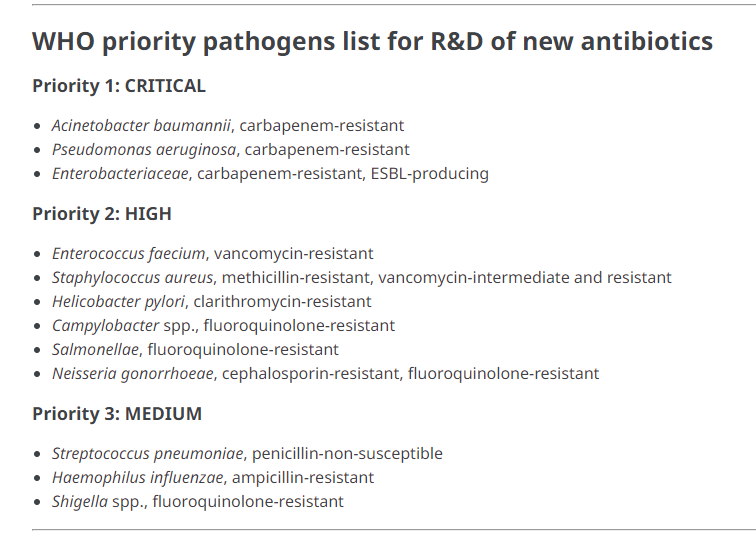 WHO priority pathogens list for R&D of new antibiotics
Priority 1: CRITICAL
• Acinetobacter baumannii, carbapenem-resistant
• Pseudomonas aeruginosa, carbapenem-resistant
• Enterobacteriaceae, carbapenem-resistant, ESBL-producing
Priority 2: HIGH
• Enterococcus faecium, vancomycin-resistant
• Staphylococcus aureus, methicillin-resistant, vancomycin-intermediate and resistant
• Helicobacter pylori, clarithromycin-resistant
• Campylobacter spp., fluoroquinolone-resistant
• Salmonellae, fluoroquinolone-resistant
• Neisseria gonorrhoeae, cephalosporin-resistant, fluoroquinolone-resistant
Priority 3: MEDIUM
• Streptococcus pneumoniae, penicillin-non-susceptible
• Haemophilus influenzae, ampicillin-resistant
• Shigella spp., fluoroquinolone-resistant